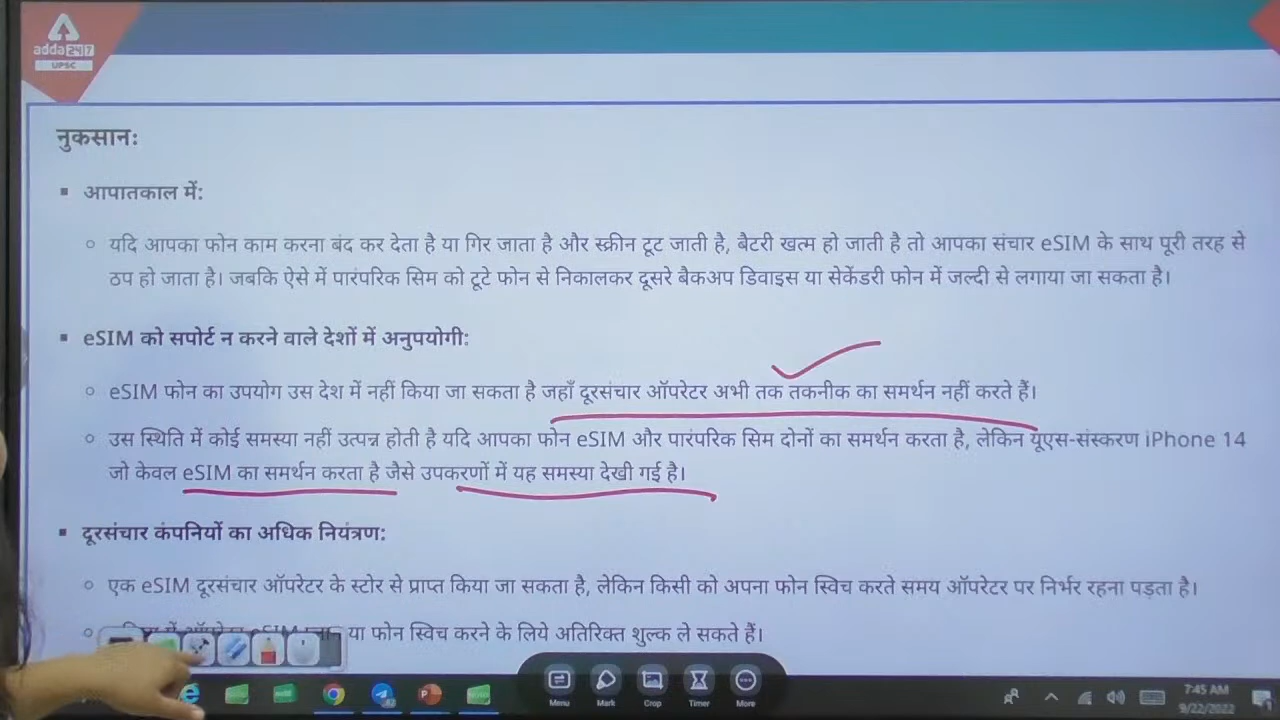 adda247
UPSC
नुकसानः
आपातकाल में:
यदि आपका फोन काम करना बंद कर देता है या गिर जाता है और स्क्रीन टूट जाती है, बैटरी खत्म हो जाती है तो आपका संचार eSIM के साथ पूरी तरह से
ठप हो जाता है। जबकि ऐसे में पारंपरिक सिम को टूटे फोन से निकालकर दूसरे बैकअप डिवाइस या सेकेंडरी फोन में जल्दी से लगाया जा सकता है।
eSIM को सपोर्ट न करने वाले देशों में अनुपयोगी:
eSIM फोन का उपयोग उस देश में नहीं किया जा सकता है जहाँ दूरसंचार ऑपरेटर अभी तक तकनीक का समर्थन नहीं करते हैं।
उस स्थिति में कोई समस्या नहीं उत्पन्न होती है यदि आपका फोन eSIM और पारंपरिक सिम दोनों का समर्थन करता है, लेकिन यूएस-संस्करण iPhone 14
जो केवल eSIM का समर्थन करता है जैसे उपकरणों में यह समस्या देखी गई है।
दूरसंचार कंपनियों का अधिक नियंत्रण:
एक eSIM दूरसंचार ऑपरेटर के स्टोर से प्राप्त किया जा सकता है, लेकिन किसी को अपना फोन स्विच करते समय ऑपरेटर पर निर्भर रहना पड़ता है।
या फोन स्विच करने के लिये अतिरिक्त शुल्क ले सकते हैं।
Menu Mark Crop Timer More
7:45 AM
9/22/2022